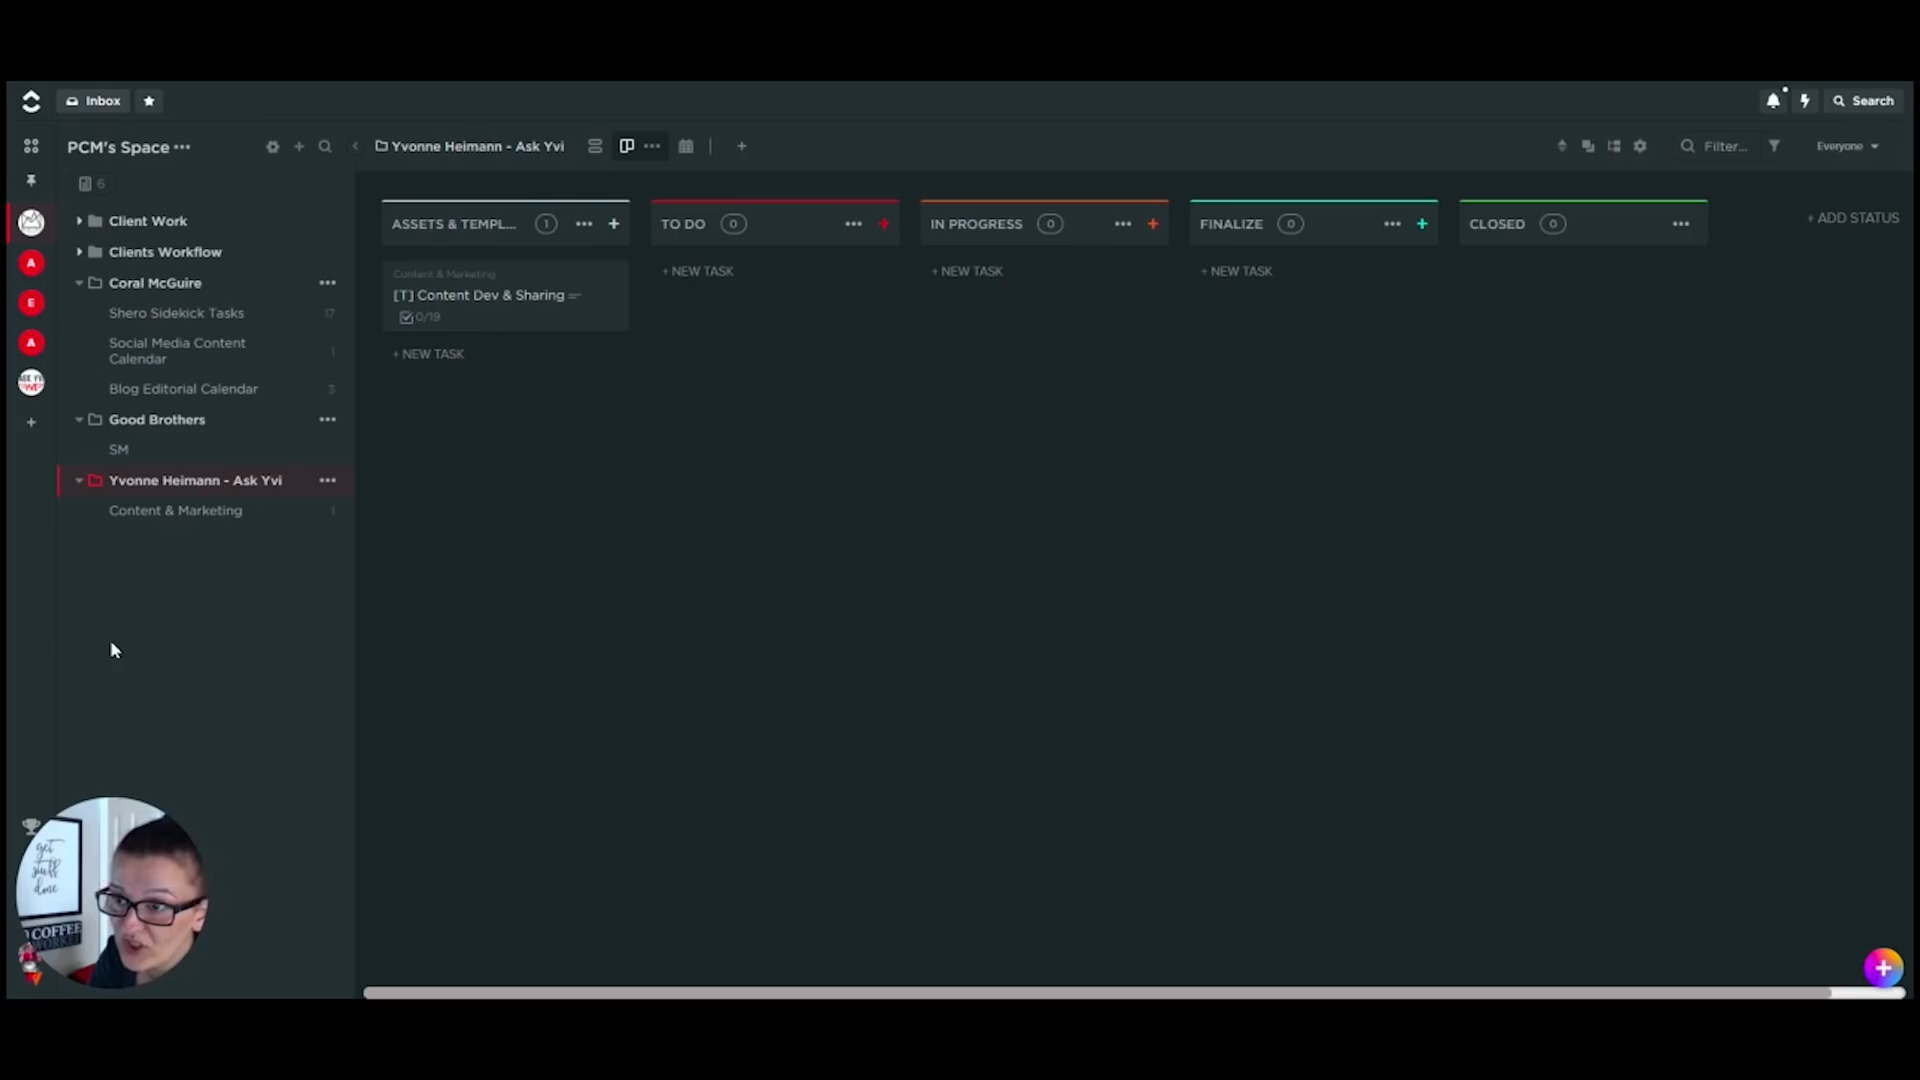 Inbox
Search
PCM's Space
Yvonne Heimann - Ask Yvi
Filter...
Everyone
6
Client Work
Clients Workflow
Coral McGuire
Shero Sidekick Tasks 17
Social Media Content
Calendar
1
Blog Editorial Calendar 3
Good Brothers
SM
Yvonne Heimann - Ask Yvi
Content & Marketing 1
A
E
A
ASSETS & TEMPL... 1
TO DO 0
IN PROGRESS 0
FINALIZE 0
CLOSED 0
+ ADD STATUS
Content & Marketing
[T] Content Dev & Sharing
0/19
+ NEW TASK
+ NEW TASK
+ NEW TASK
+ NEW TASK
get
stuff
done
COFFEE